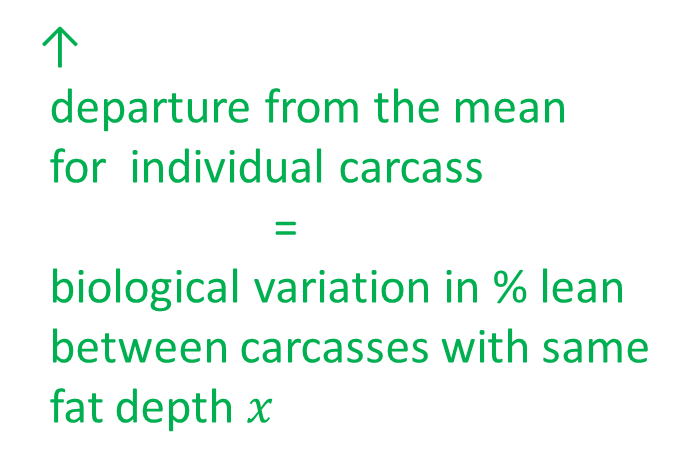 ↑
departure from the mean
for individual carcass
=
biological variation in % lean
between carcasses with same
fat depth 𝑥